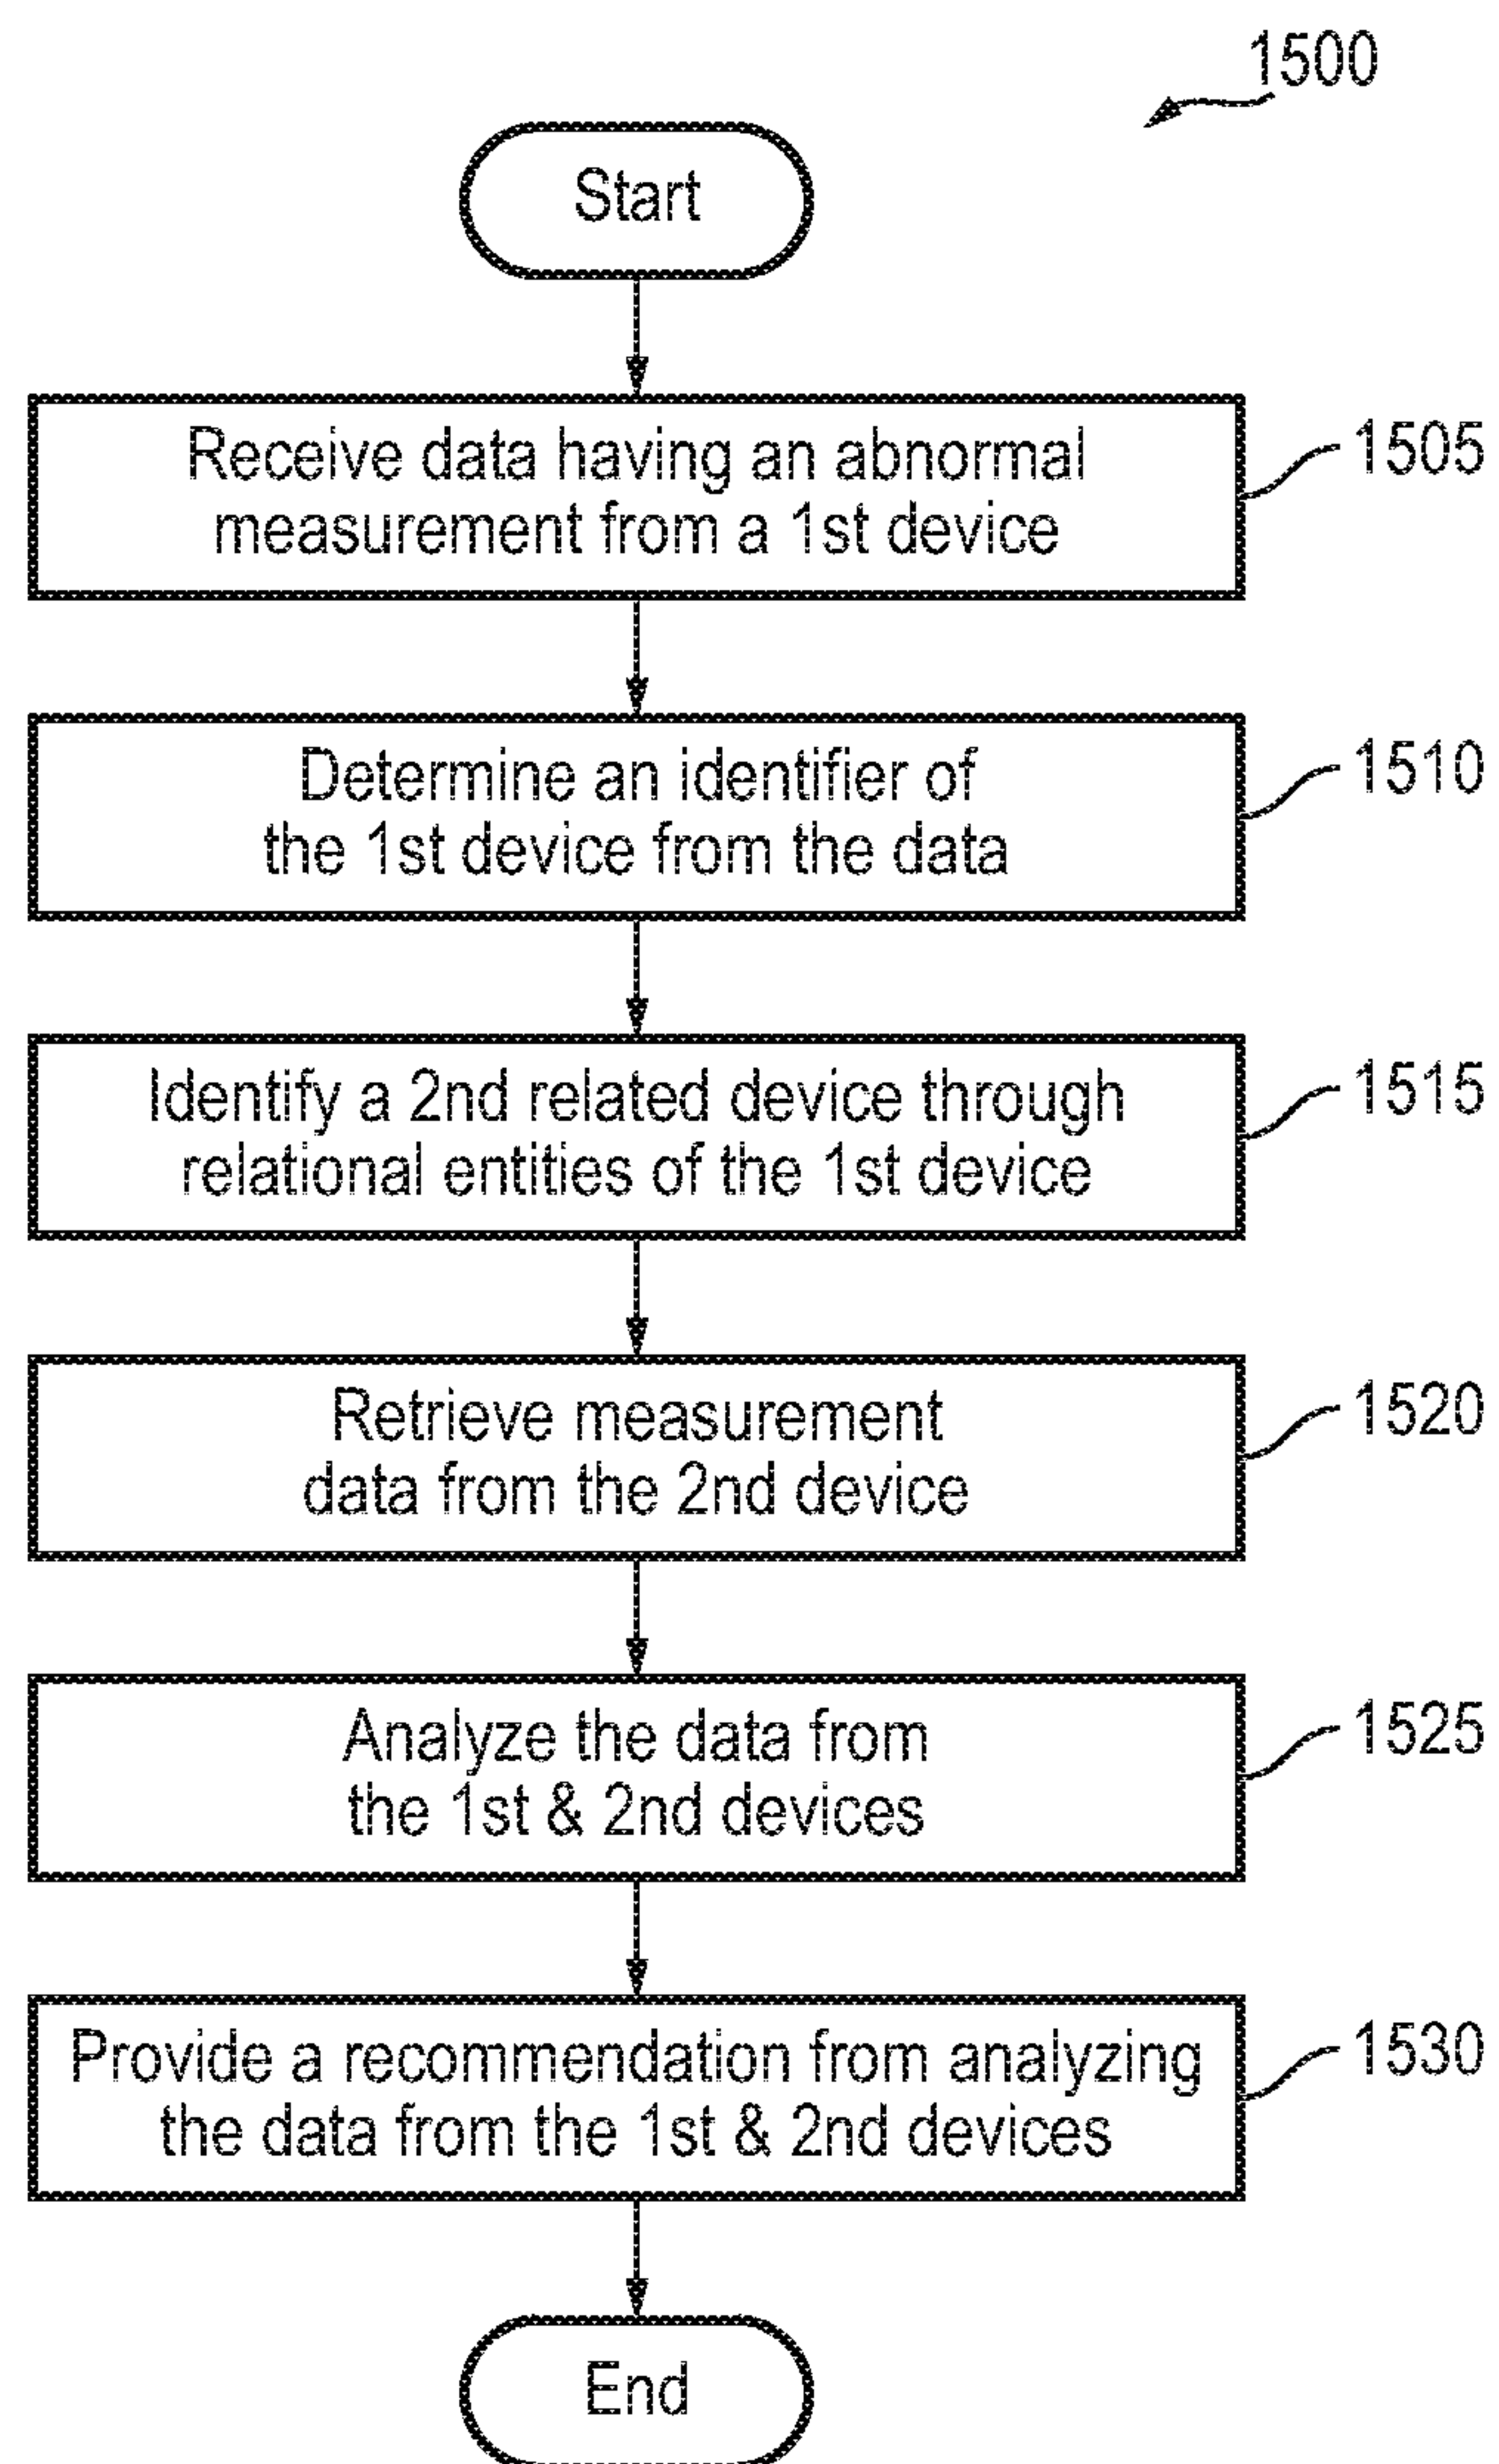 1500
Start
Receive data having an abnormal
measurement from a 1st device
1505
Determine an identifier of
the 1st device from the data
1510
Identify a 2nd related device through
relational entities of the 1st device
1515
Retrieve measurement
data from the 2nd device
1520
Analyze the data from
the 1st & 2nd devices
1525
Provide a recommendation from analyzing
the data from the 1st & 2nd devices
1530
End